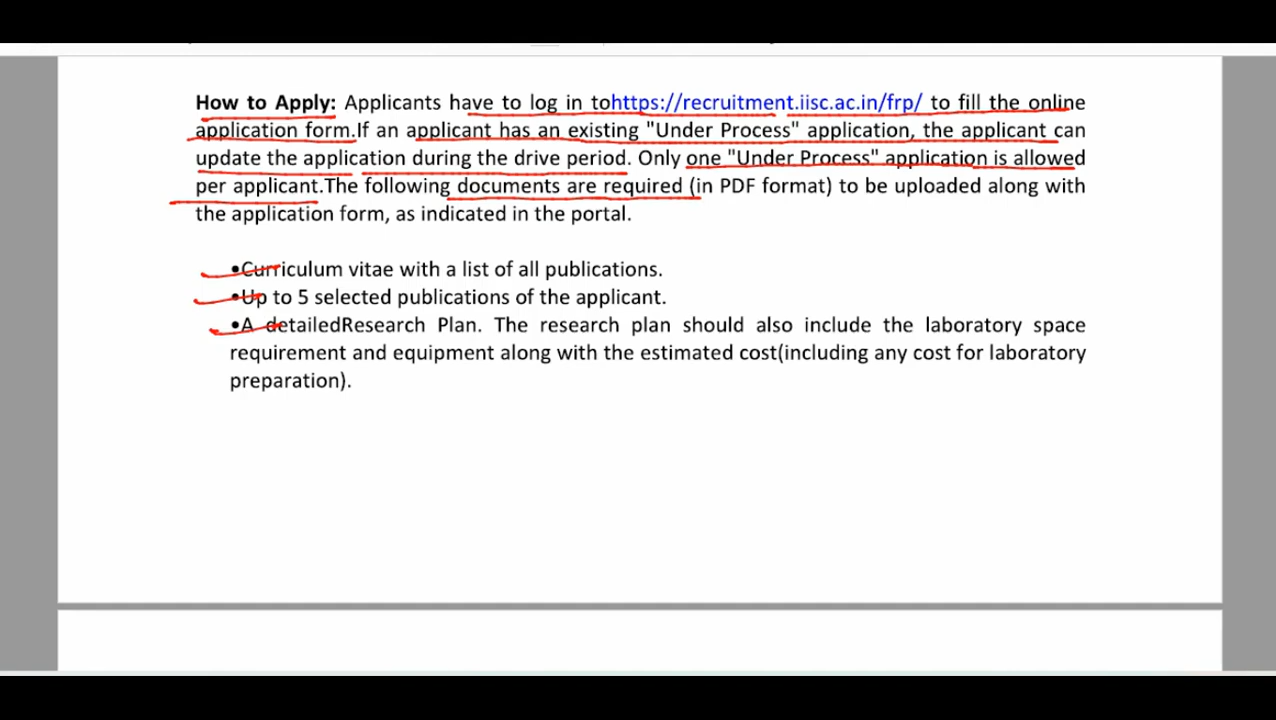 How to Apply: Applicants have to log in tohttps://recruitment.iisc.ac.in/frp/ to fill the online
application form.If an applicant has an existing "Under Process" application, the applicant can
update the application during the drive period. Only one "Under Process" application is allowed
per applicant.The following documents are required (in PDF format) to be uploaded along with
the application form, as indicated in the portal.
•Curriculum vitae with a list of all publications.
•Up to 5 selected publications of the applicant.
•A detailedResearch Plan. The research plan should also include the laboratory space
requirement and equipment along with the estimated cost(including any cost for laboratory
preparation).